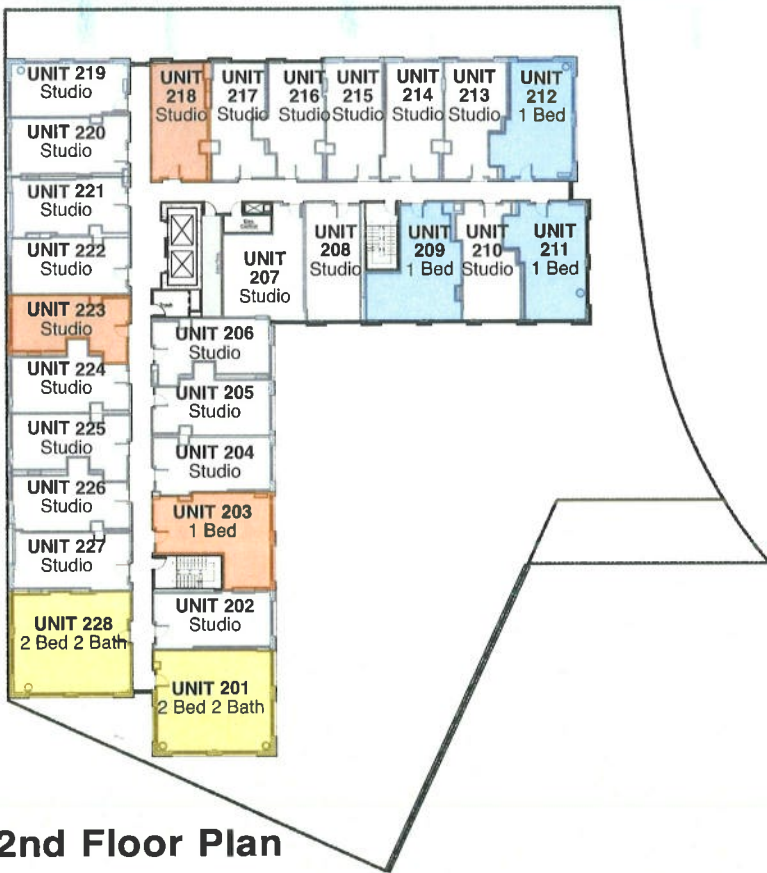 UNIT 219
Studio
UNIT 220
Studio
UNIT 221
Studio
UNIT 222
Studio
UNIT 223
Studio
UNIT 224
Studio
UNIT 225
Studio
UNIT 226
Studio
UNIT 227
Studio
UNIT 228
2 Bed 2 Bath
UNIT
218
Studio
UNIT
217
Studio
UNIT
216
Studio
UNIT
215
Studio
UNIT
214
Studio
UNIT
213
Studio
UNIT
212
1 Bed
UNIT
207
Studio
UNIT
208
Studio
UNIT
209
1 Bed
UNIT
210
Studio
UNIT
211
1 Bed
UNIT 206
Studio
UNIT 205
Studio
UNIT 204
Studio
UNIT 203
1 Bed
UNIT 202
Studio
UNIT 201
2 Bed 2 Bath
2nd Floor Plan